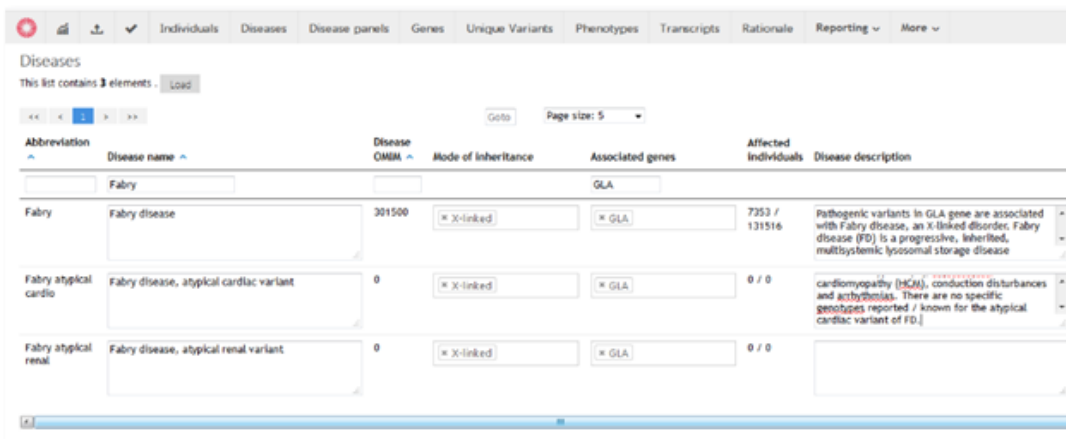 Individuals Diseases Disease panels Genes Unique Variants Phenotypes Transcripts Rationale Reporting More
Diseases
This list contains 3 elements . Load
<< < 1 > >> Goto Page size: 5
Abbreviation Disease name Disease OMIM Mode of inheritance Associated genes Affected individuals Disease description
Fabry GLA
Fabry Fabry disease 301500 × X-linked × GLA 7353 / 131516
Pathogenic variants in GLA gene are associated
with Fabry disease, an X-linked disorder. Fabry
disease (FD) is a progressive, inherited,
multisystemic lysosomal storage disease
Fabry atypical cardio Fabry disease, atypical cardiac variant 0 × X-linked × GLA 0 / 0
cardiomyopathy (HCM), conduction disturbances
and arrhythmias. There are no specific
genotypes reported / known for the atypical
cardiac variant of FD.
Fabry atypical renal Fabry disease, atypical renal variant 0 × X-linked × GLA 0 / 0